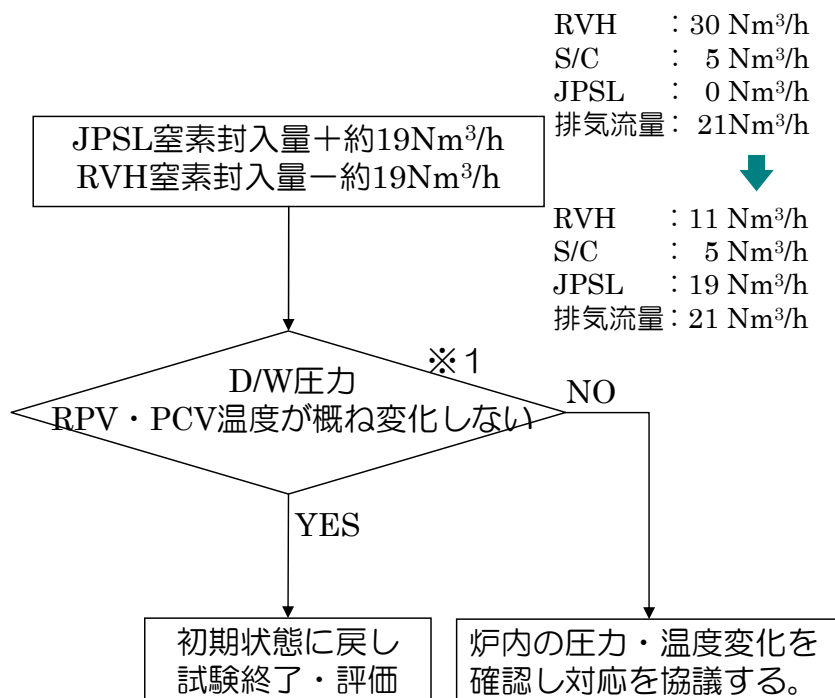 RVH : 30 Nm³/h
S/C : 5 Nm³/h
JPSL : 0 Nm³/h
排気流量: 21Nm³/h
JPSL窒素封入量＋約19Nm³/h
RVH窒素封入量－約19Nm³/h
RVH : 11 Nm³/h
S/C : 5 Nm³/h
JPSL : 19 Nm³/h
排気流量: 21 Nm³/h
※１
D/W圧力
RPV・PCV温度が概ね変化しない
NO
YES
初期状態に戻し
試験終了・評価
炉内の圧力・温度変化を
確認し対応を協議する。